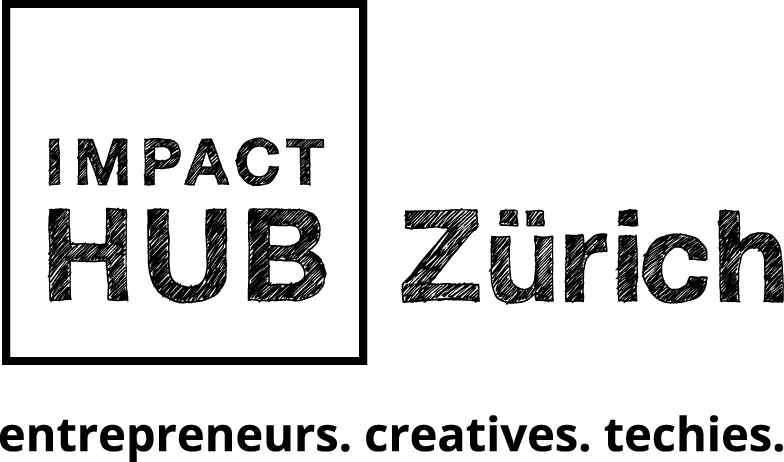 IMPACT
HUB Zürich
entrepreneurs. creatives. techies.